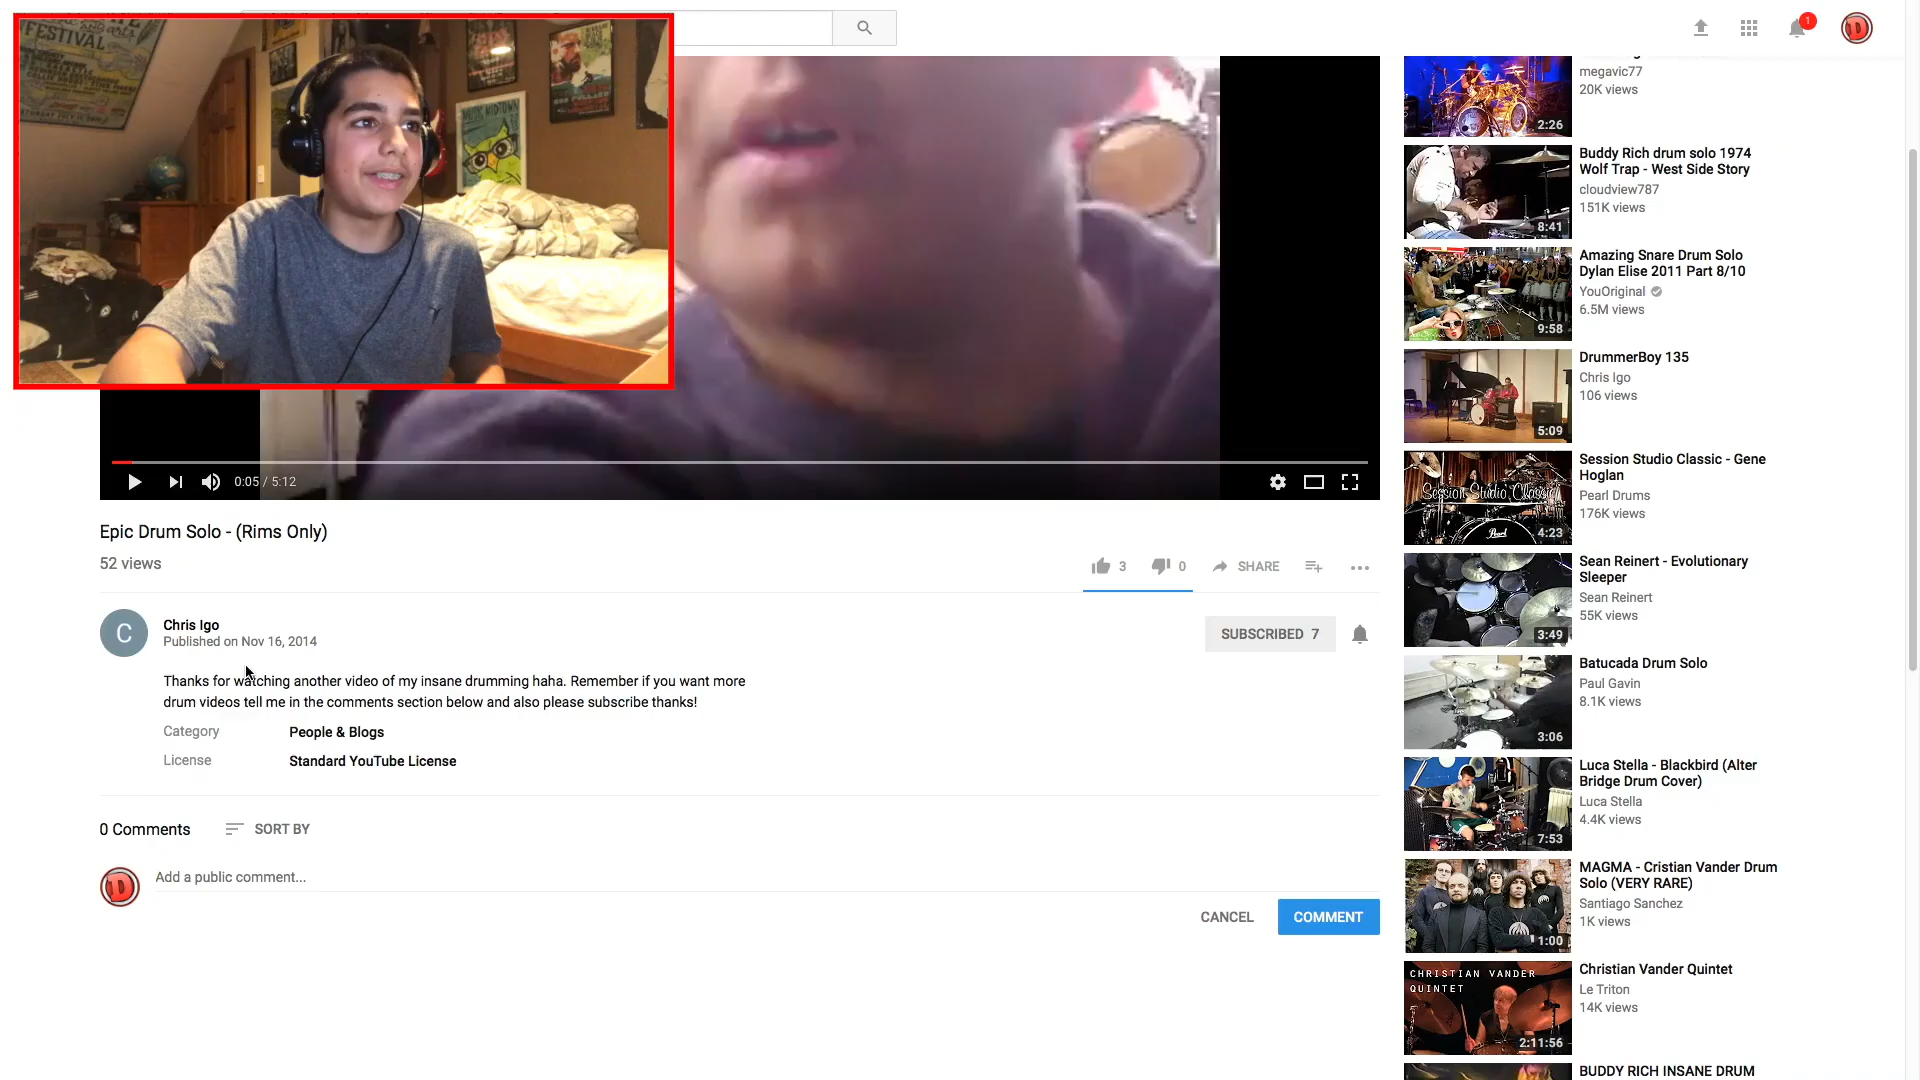 FESTIVAL
MUSIC MIDTOWN
1
D
0:05 / 5:12
Epic Drum Solo - (Rims Only)
52 views
3
0
SHARE
C
Chris Igo
Published on Nov 16, 2014
SUBSCRIBED 7
Thanks for watching another video of my insane drumming haha. Remember if you want more
drum videos tell me in the comments section below and also please subscribe thanks!
Category
People & Blogs
License
Standard YouTube License
0 Comments
SORT BY
D
Add a public comment...
CANCEL
COMMENT
megavic77
20K views
2:26
Buddy Rich drum solo 1974
Wolf Trap - West Side Story
cloudview787
151K views
8:41
Amazing Snare Drum Solo
Dylan Elise 2011 Part 8/10
YouOriginal
6.5M views
9:58
DrummerBoy 135
Chris Igo
106 views
5:09
Session Studio Classic - Gene
Hoglan
Pearl Drums
176K views
Session Studio Classic
Pearl
4:23
Sean Reinert - Evolutionary
Sleeper
Sean Reinert
55K views
3:49
Batucada Drum Solo
Paul Gavin
8.1K views
3:06
Luca Stella - Blackbird (Alter
Bridge Drum Cover)
Luca Stella
4.4K views
7:53
MAGMA - Cristian Vander Drum
Solo (VERY RARE)
Santiago Sanchez
1K views
1:00
Christian Vander Quintet
Le Triton
14K views
CHRISTIAN VANDER
QUINTET
2:11:56
BUDDY RICH INSANE DRUM